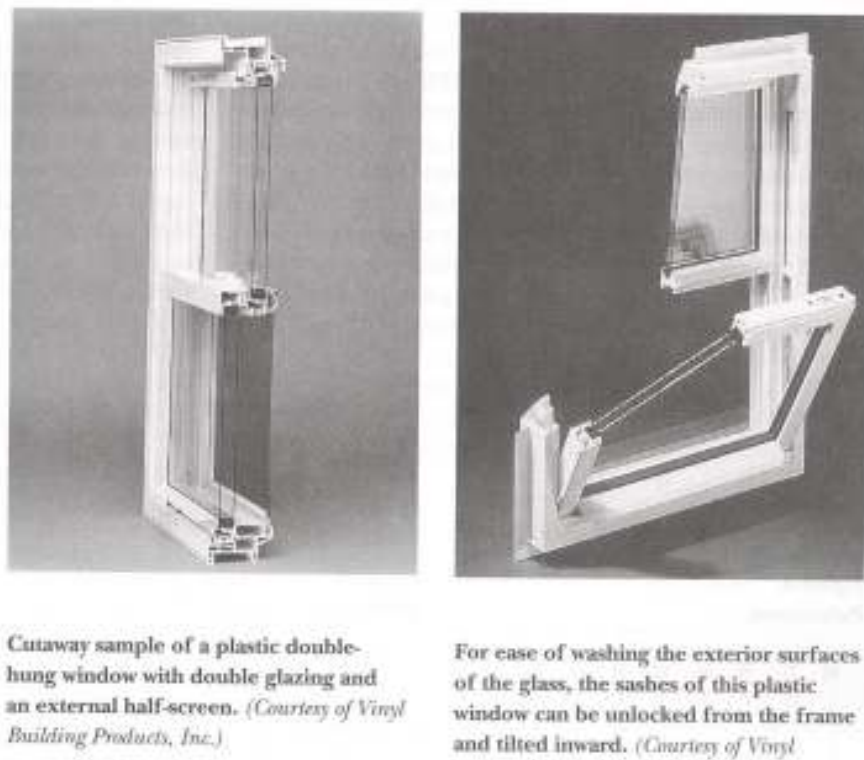 Cutaway sample of a plastic double-
hung window with double glazing and
an external half-screen. (Courtesy of Vinyl
Building Products, Inc.)
For ease of washing the exterior surfaces
of the glass, the sashes of this plastic
window can be unlocked from the frame
and tilted inward. (Courtesy of Vinyl